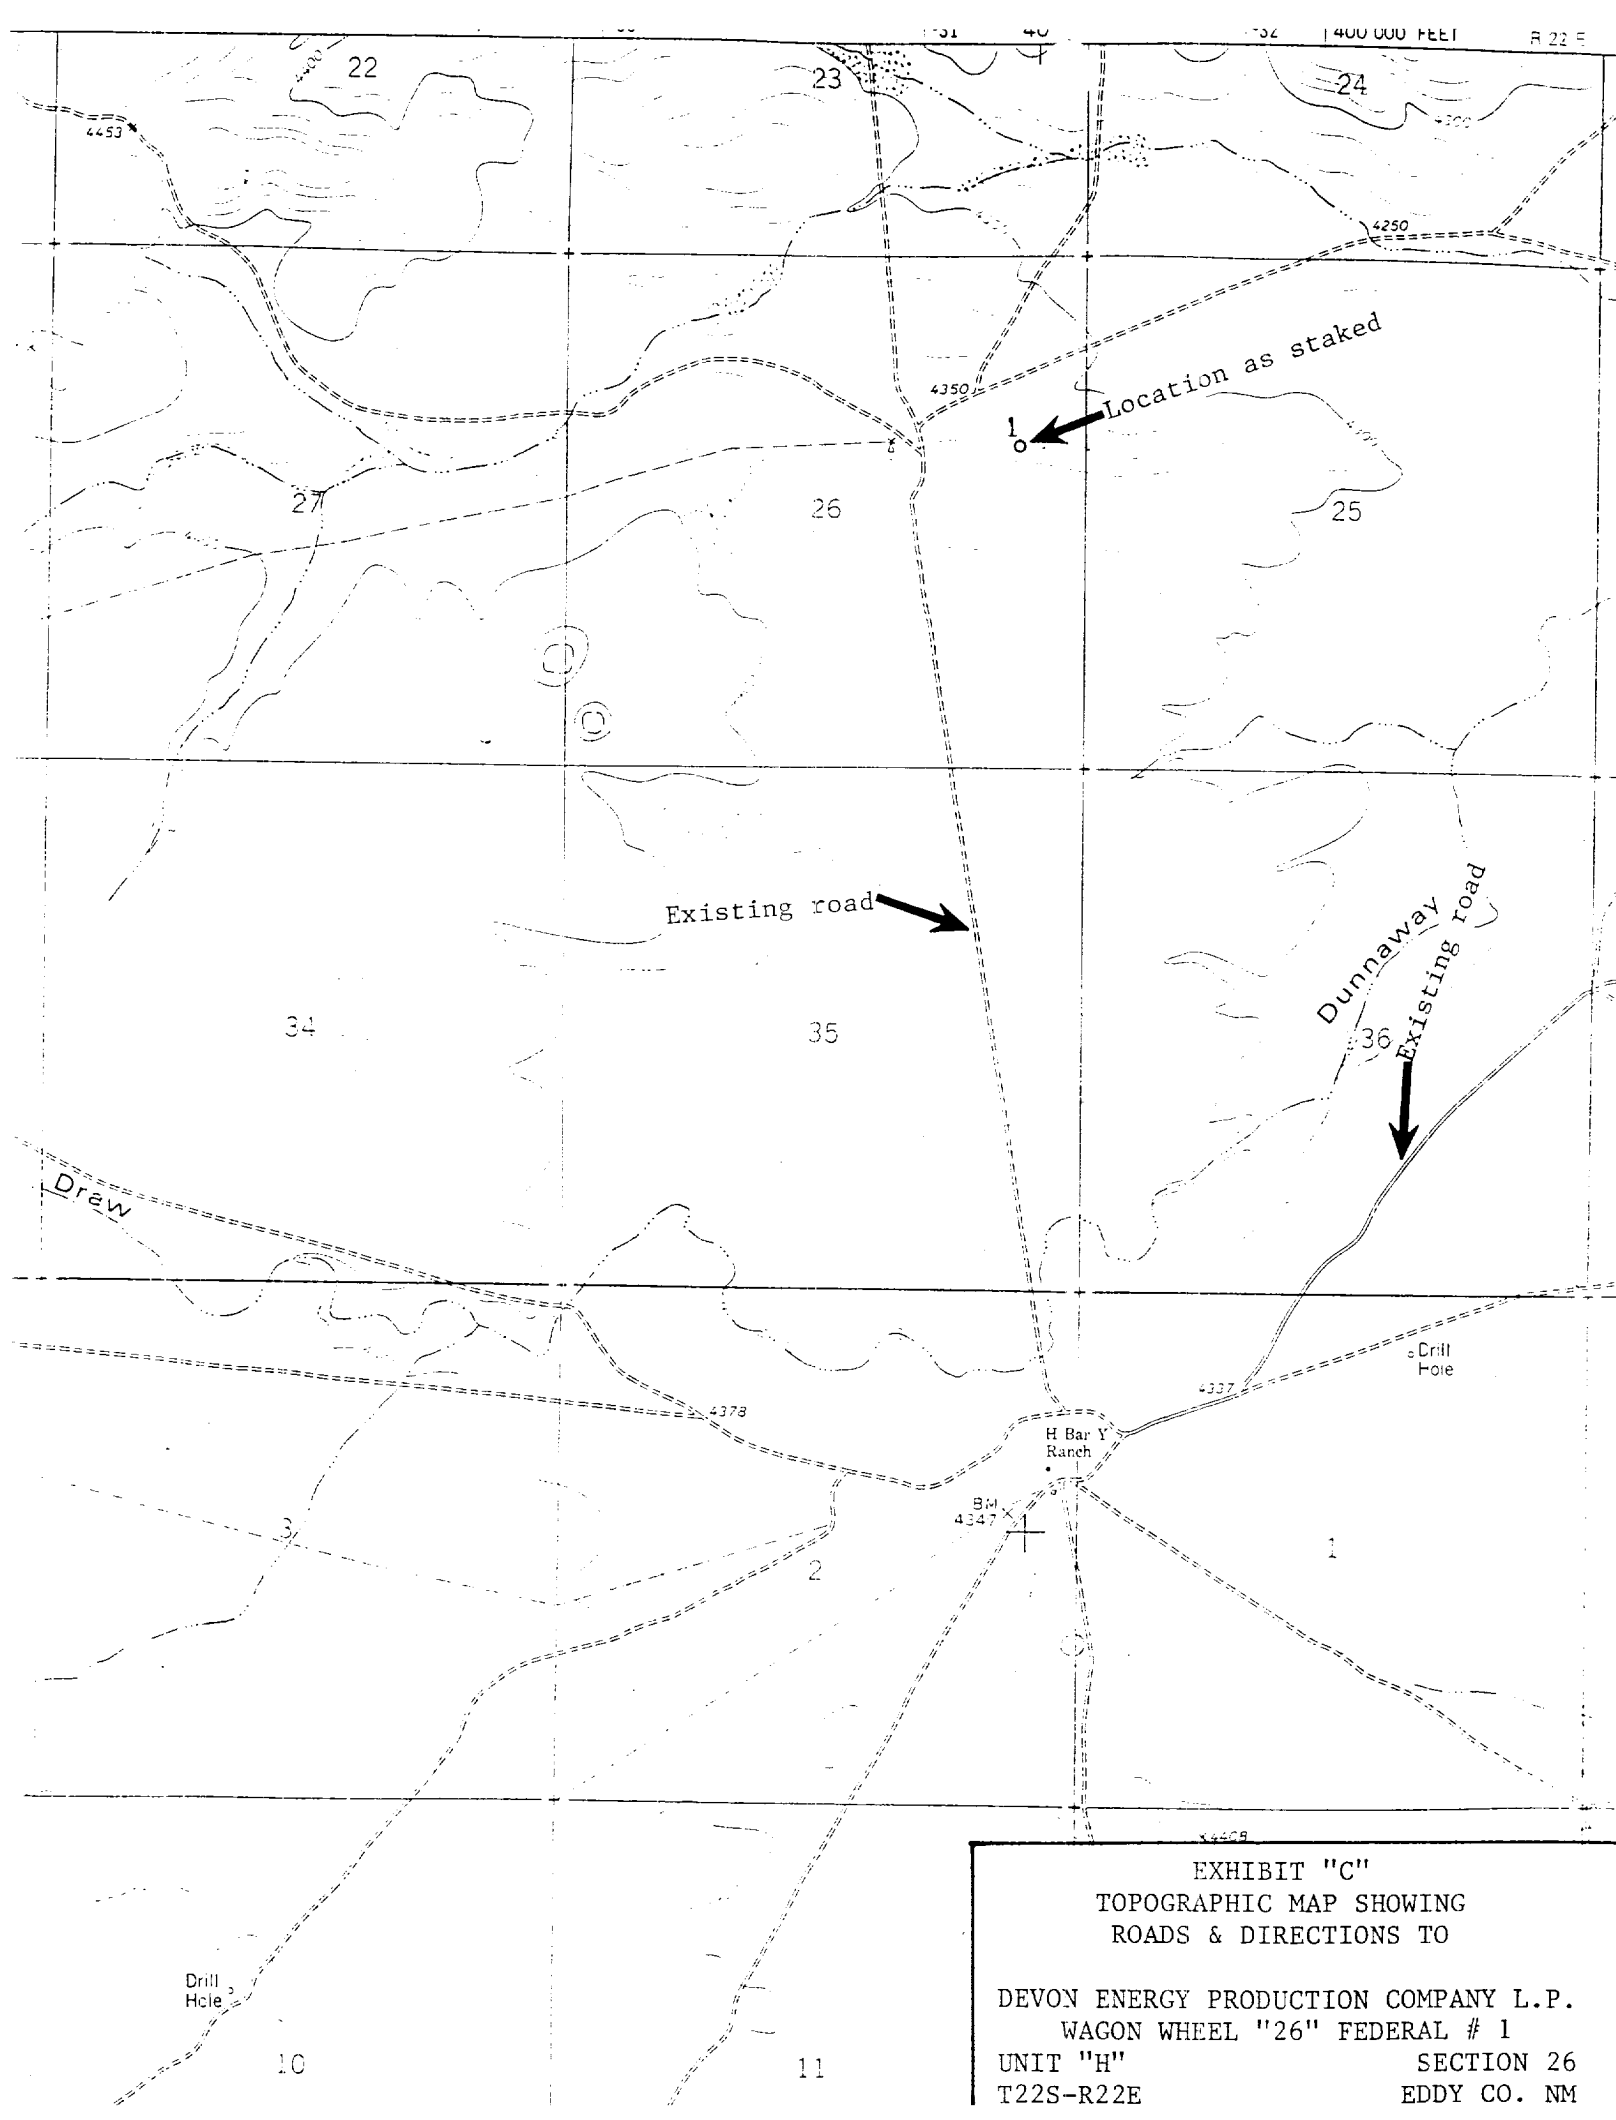 400 000 FEET
R 22 E
22
23
24
4400
4453
4300
4250
Location as staked
4350
1
27
26
25
Existing road
Dunnaway
Existing road
34
35
36
Draw
Drill
Hole
4337
4378
H Bar Y
Ranch
BM
4347
3
2
1
Drill
Hole
10
11
EXHIBIT "C"
TOPOGRAPHIC MAP SHOWING
ROADS & DIRECTIONS TO
DEVON ENERGY PRODUCTION COMPANY L.P.
WAGON WHEEL "26" FEDERAL # 1
UNIT "H" SECTION 26
T22S-R22E EDDY CO. NM